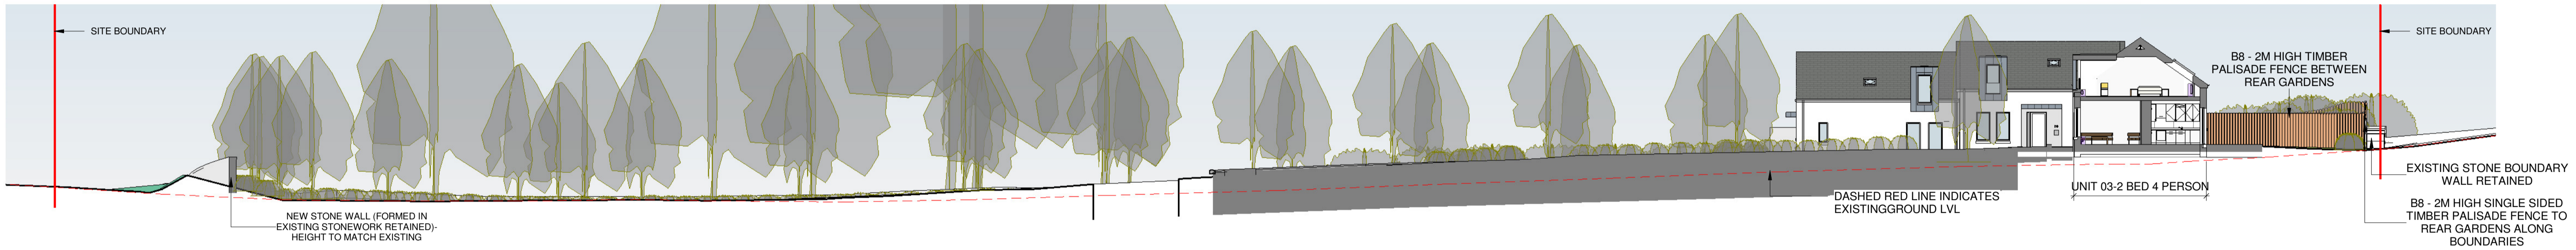 SITE BOUNDARY
NEW STONE WALL (FORMED IN
EXISTING STONEWORK RETAINED)-
HEIGHT TO MATCH EXISTING
DASHED RED LINE INDICATES
EXISTINGGROUND LVL
UNIT 03-2 BED 4 PERSON
B8 - 2M HIGH TIMBER
PALISADE FENCE BETWEEN
REAR GARDENS
SITE BOUNDARY
EXISTING STONE BOUNDARY
WALL RETAINED
B8 - 2M HIGH SINGLE SIDED
TIMBER PALISADE FENCE TO
REAR GARDENS ALONG
BOUNDARIES